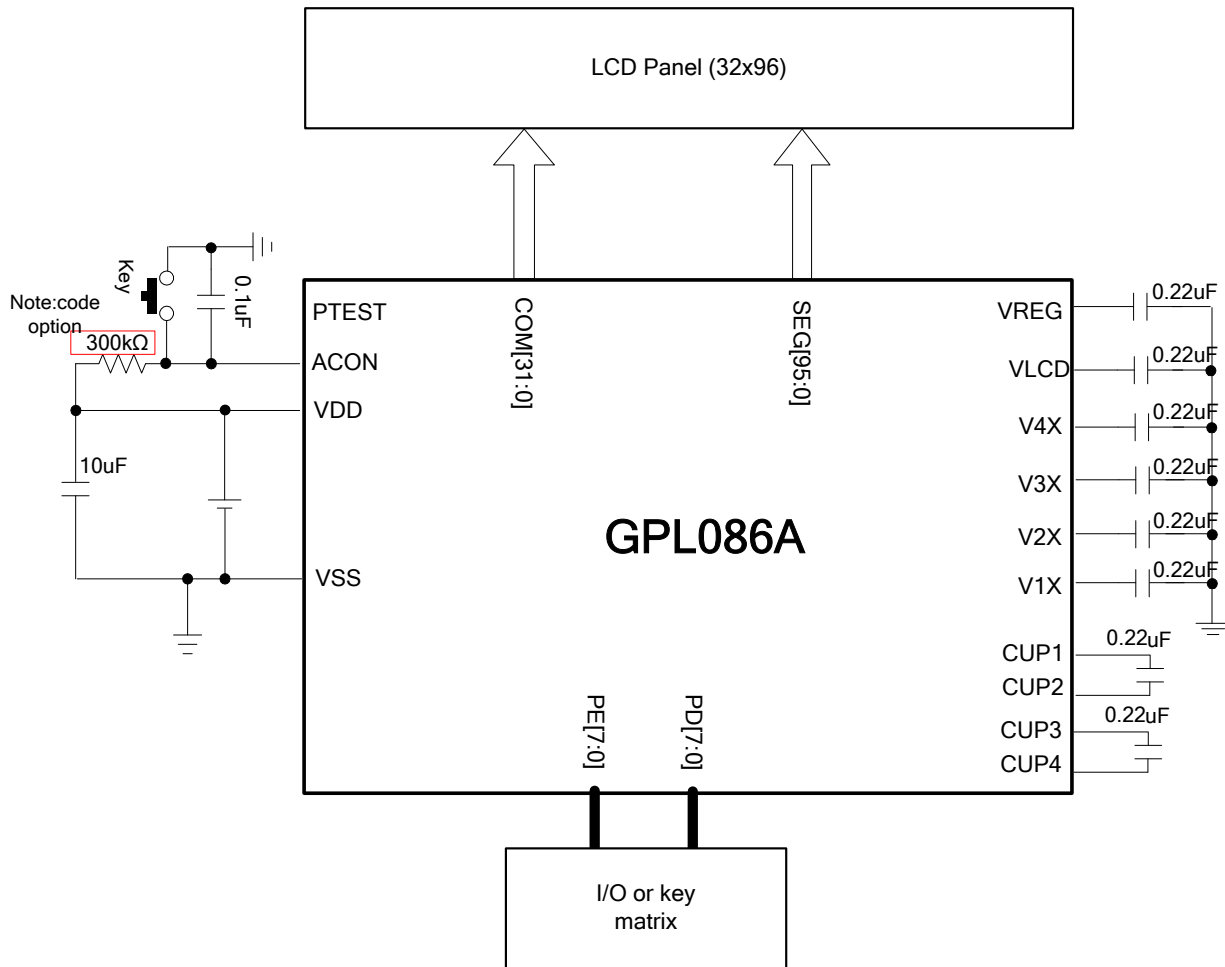 LCD Panel (32x96)
Key
0.1uF
Note:code
option
300kΩ
PTEST
ACON
VDD
10uF
VSS
COM[31:0]
SEG[95:0]
GPL086A
VREG
0.22uF
VLCD
0.22uF
V4X
0.22uF
V3X
0.22uF
V2X
0.22uF
V1X
0.22uF
CUP1
0.22uF
CUP2
CUP3
0.22uF
CUP4
PE[7:0]
PD[7:0]
I/O or key
matrix